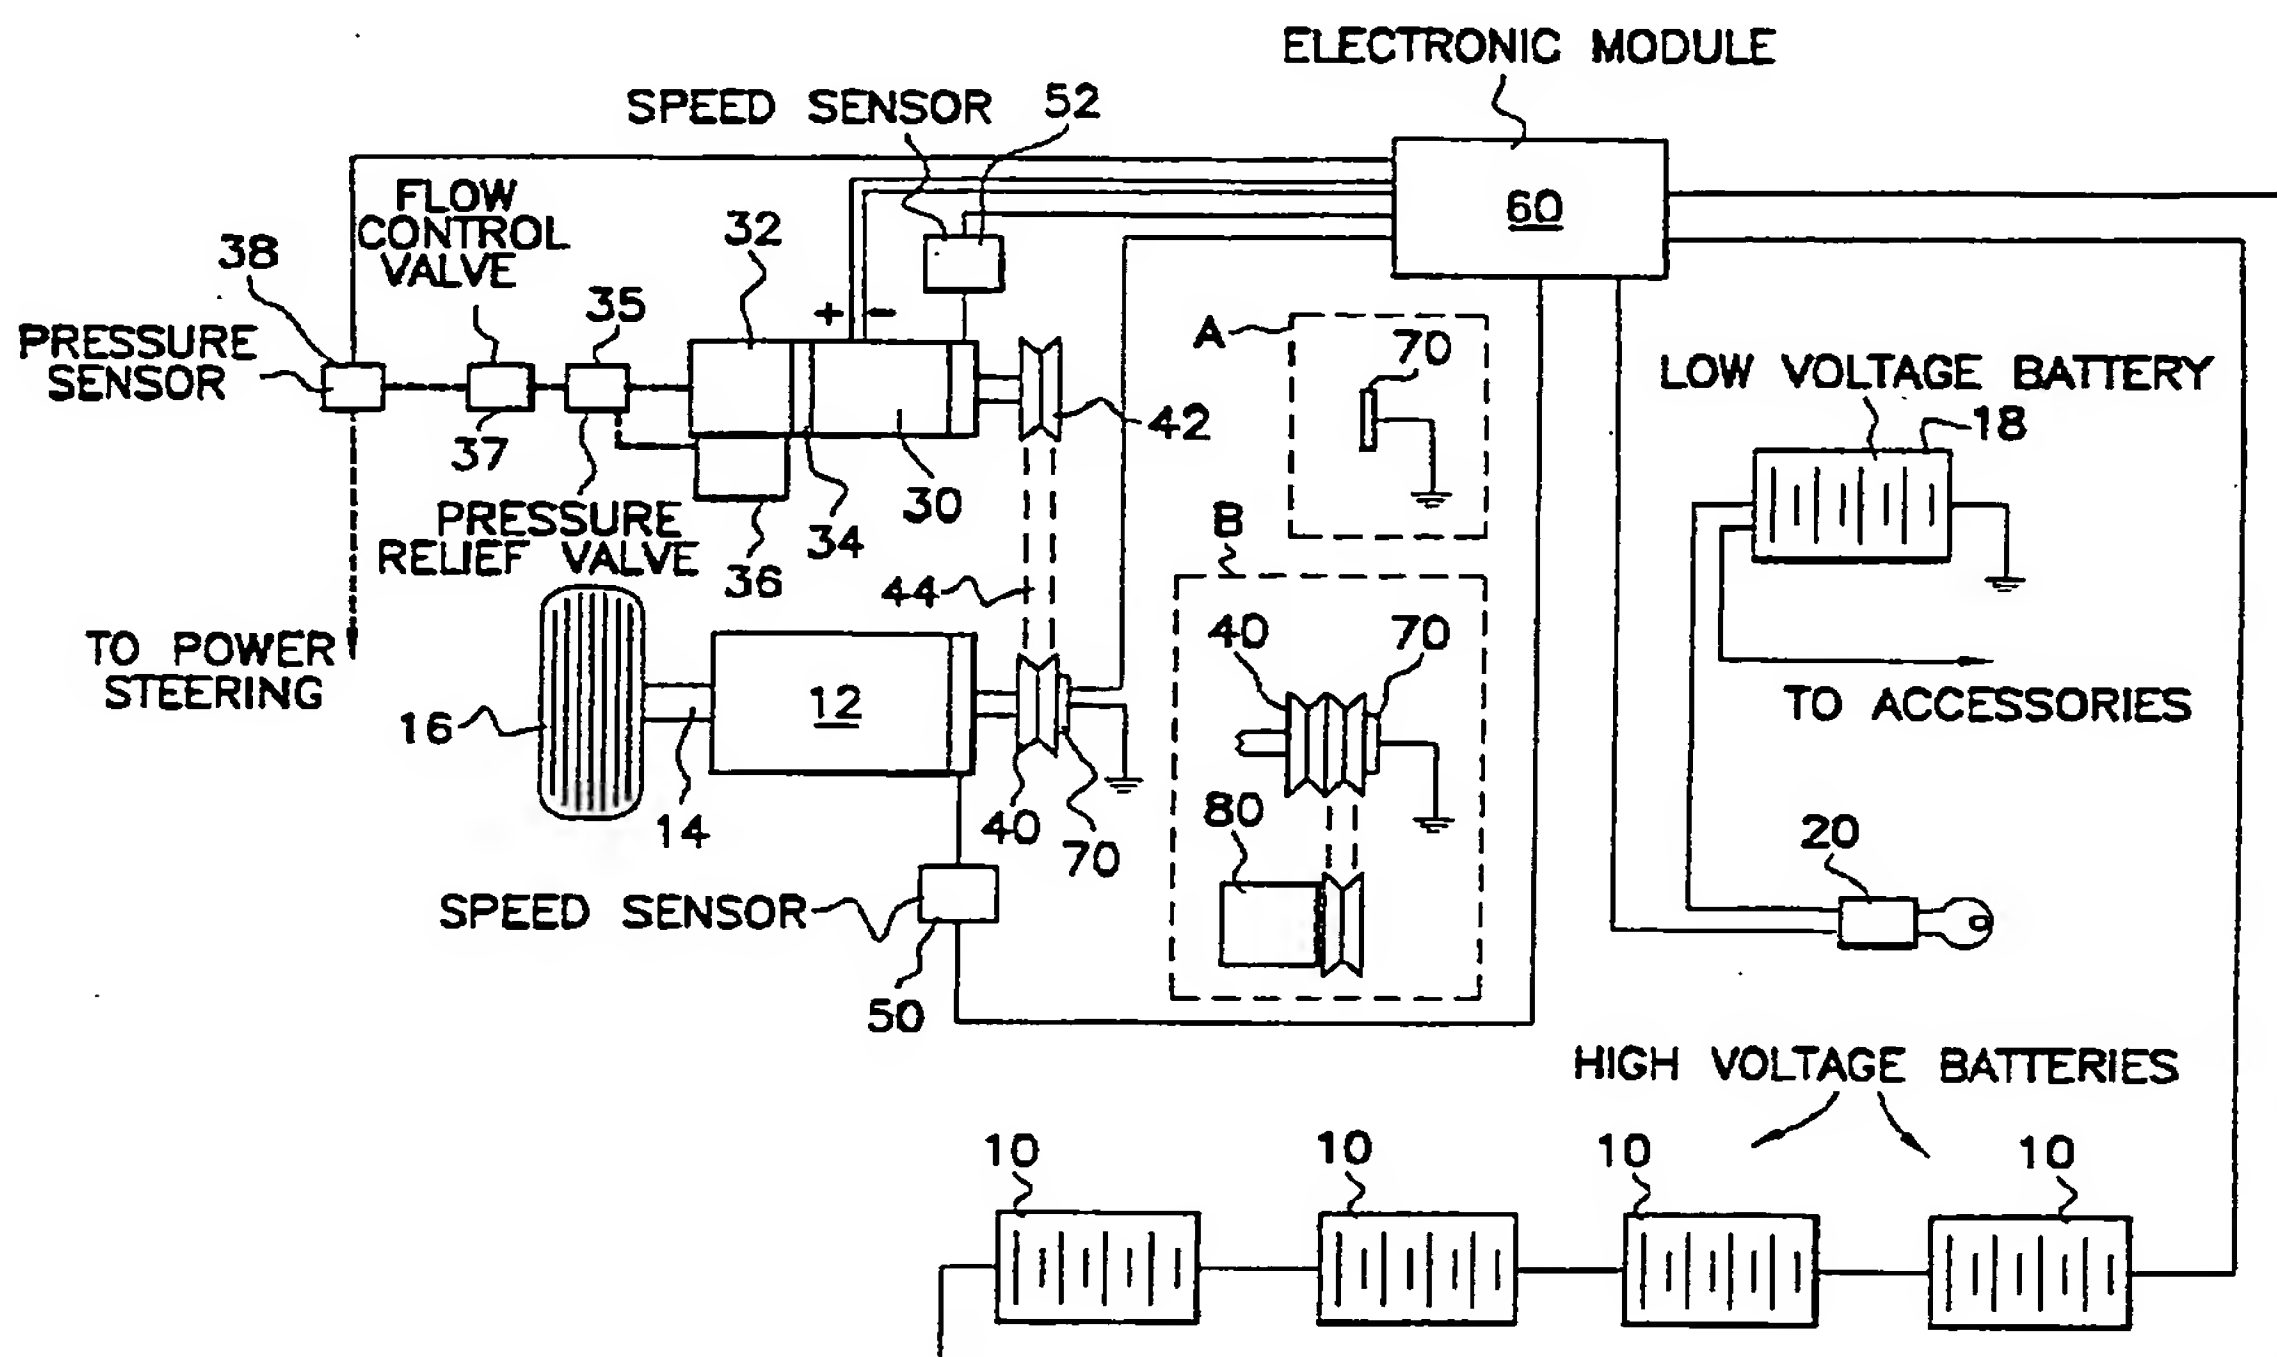 ELECTRONIC MODULE
SPEED SENSOR
52
FLOW
CONTROL
VALVE
38
32
60
35
+ -
PRESSURE
SENSOR
A
70
LOW VOLTAGE BATTERY
18
42
37
30
PRESSURE
RELIEF VALVE
34
36
B
44
TO POWER
STEERING
40
70
12
16
TO ACCESSORIES
14
40
70
80
20
SPEED SENSOR
50
HIGH VOLTAGE BATTERIES
10
10
10
10